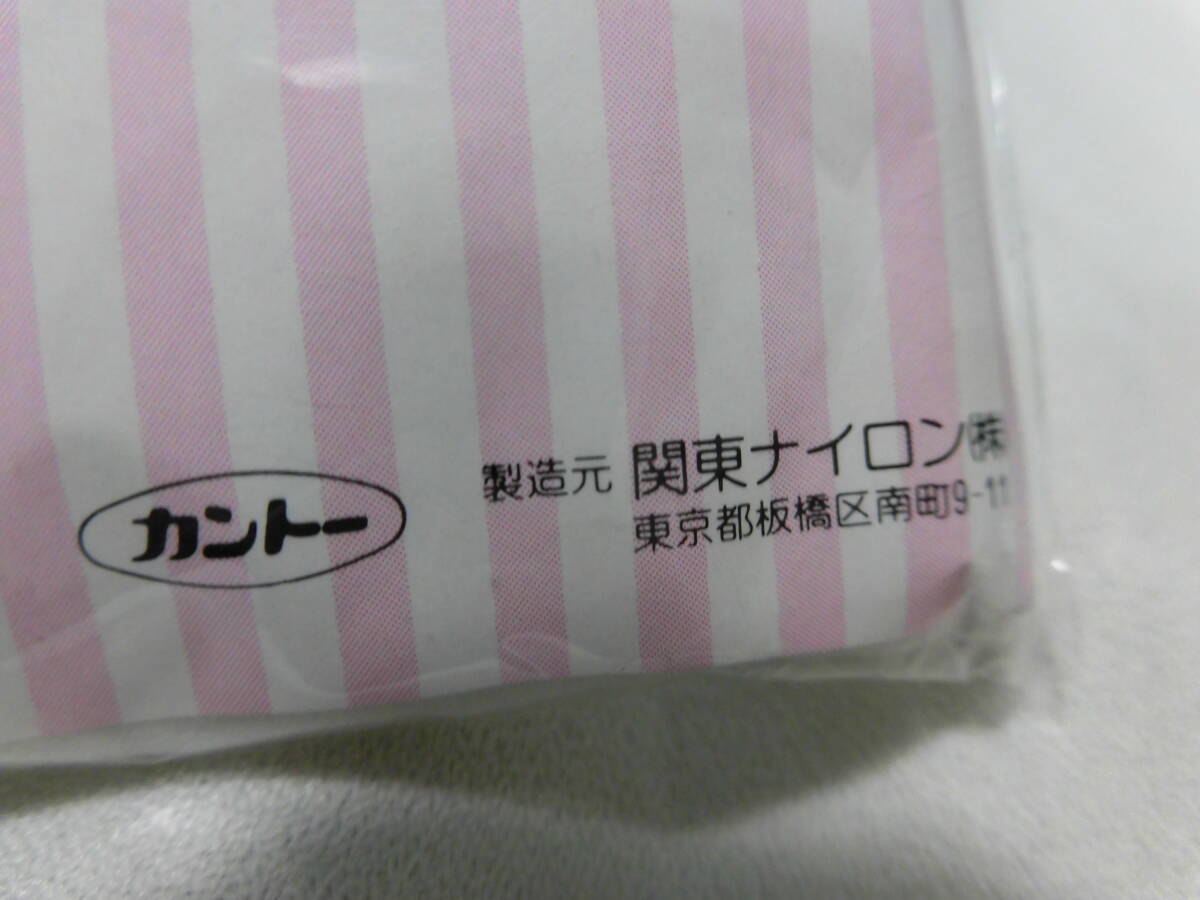 カントー
製造元 関東ナイロン㈱
東京都板橋区南町9-11